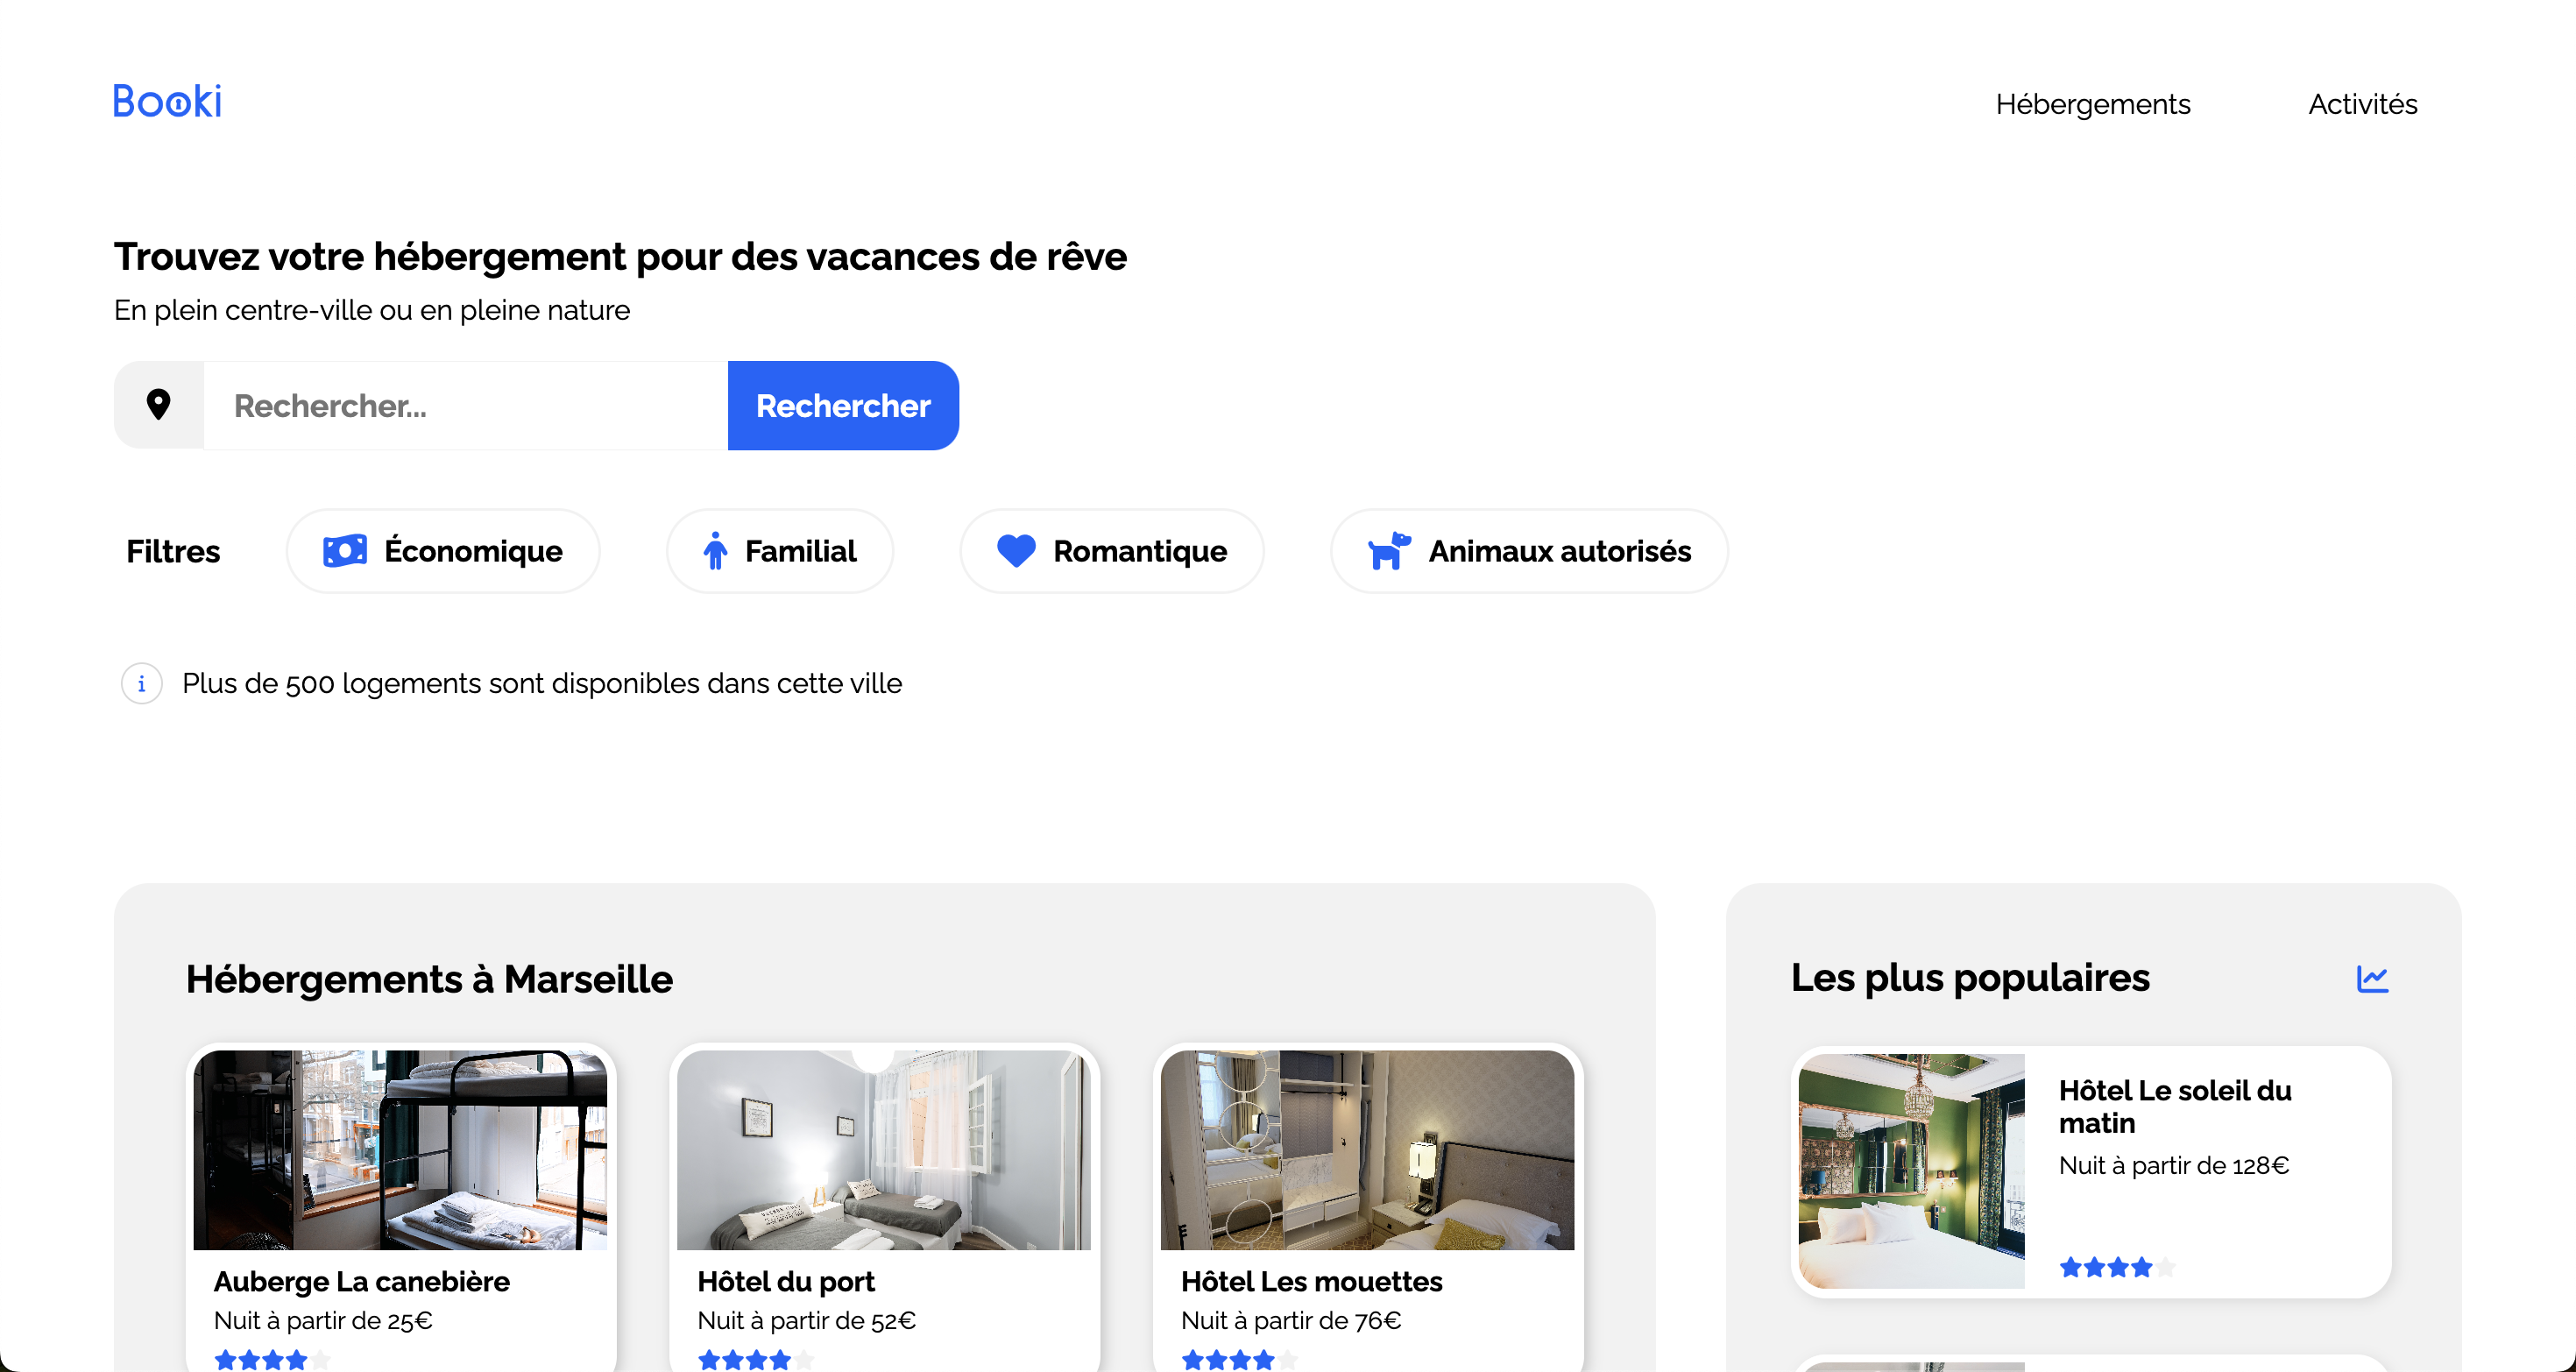 Booki
Hébergements
Activités
Trouvez votre hébergement pour des vacances de rêve
En plein centre-ville ou en pleine nature
Rechercher...
Rechercher
Filtres
Économique
Familial
Romantique
Animaux autorisés
i
Plus de 500 logements sont disponibles dans cette ville
Hébergements à Marseille
Auberge La canebière
Nuit à partir de 25€
Hôtel du port
Nuit à partir de 52€
Hôtel Les mouettes
Nuit à partir de 76€
Les plus populaires
Hôtel Le soleil du
matin
Nuit à partir de 128€